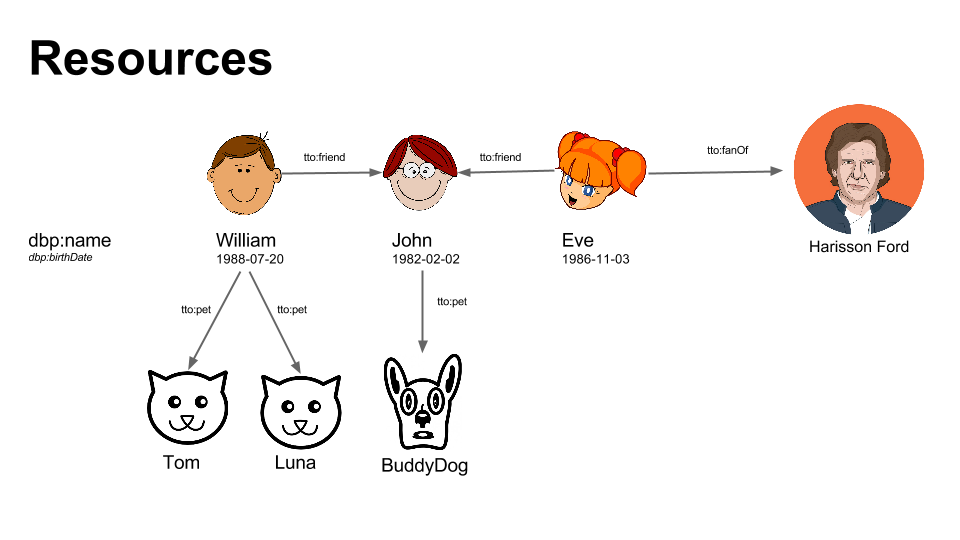 Resources
tto:friend
tto:friend
tto:fanOf
dbp:name
dbp:birthDate
William
1988-07-20
John
1982-02-02
Eve
1986-11-03
Harisson Ford
tto:pet
tto:pet
tto:pet
Tom
Luna
BuddyDog